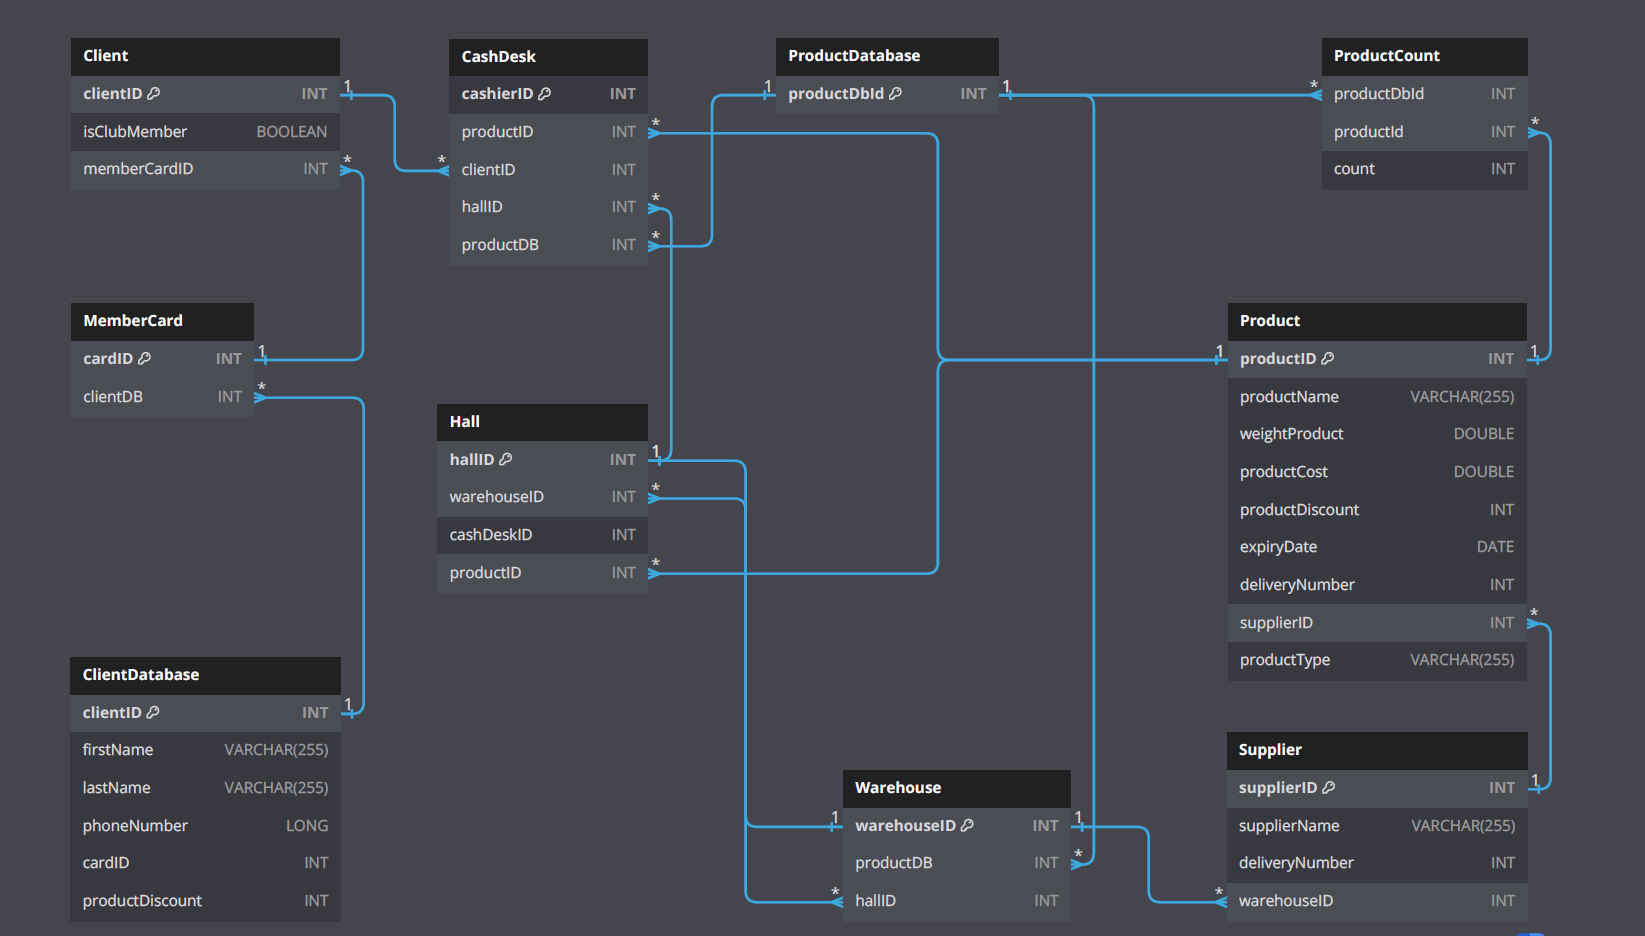 Client
clientID INT
isClubMember BOOLEAN
memberCardID INT
1
*
CashDesk
cashierID INT
productID INT
clientID INT
hallID INT
productDB INT
*
*
*
*
ProductDatabase
productDbId INT
1
1
ProductCount
productDbId INT
productId INT
count INT
*
*
MemberCard
cardID INT
clientDB INT
1
*
Hall
hallID INT
warehouseID INT
cashDeskID INT
productID INT
1
*
*
Product
productID INT
productName VARCHAR(255)
weightProduct DOUBLE
productCost DOUBLE
productDiscount INT
expiryDate DATE
deliveryNumber INT
supplierID INT
productType VARCHAR(255)
1
1
*
ClientDatabase
clientID INT
firstName VARCHAR(255)
lastName VARCHAR(255)
phoneNumber LONG
cardID INT
productDiscount INT
1
Warehouse
warehouseID INT
productDB INT
hallID INT
1
1
*
*
Supplier
supplierID INT
supplierName VARCHAR(255)
deliveryNumber INT
warehouseID INT
1
*